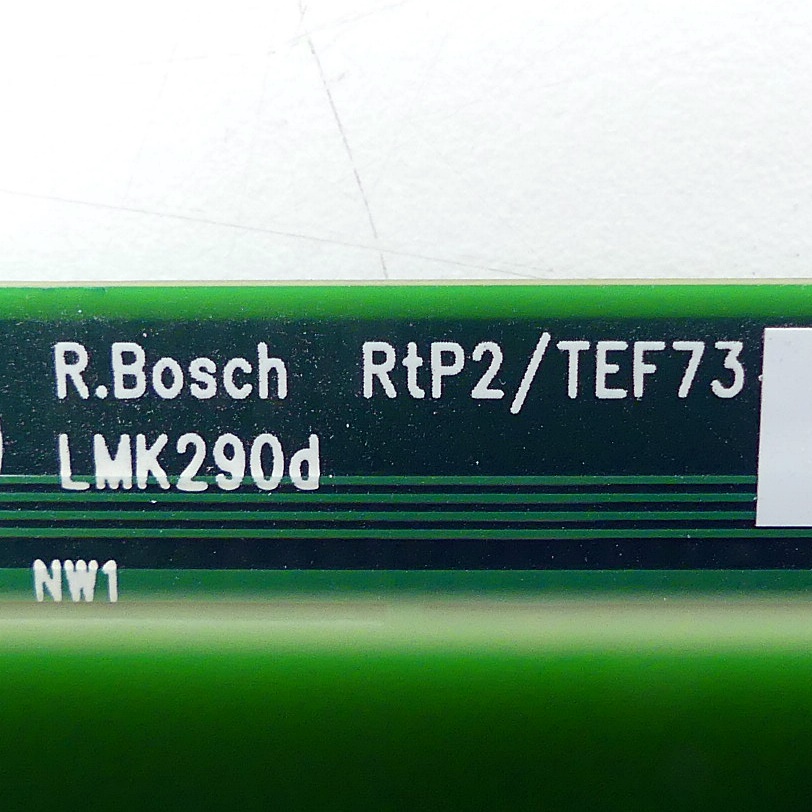 R.Bosch RtP2/TEF73
LMK290d
NW1